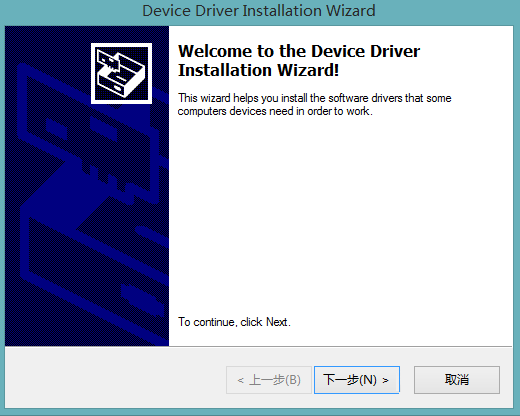 Device Driver Installation Wizard
Welcome to the Device Driver
Installation Wizard!
This wizard helps you install the software drivers that some
computers devices need in order to work.
To continue, click Next.
< 上一步(B) 下一步(N) > 取消